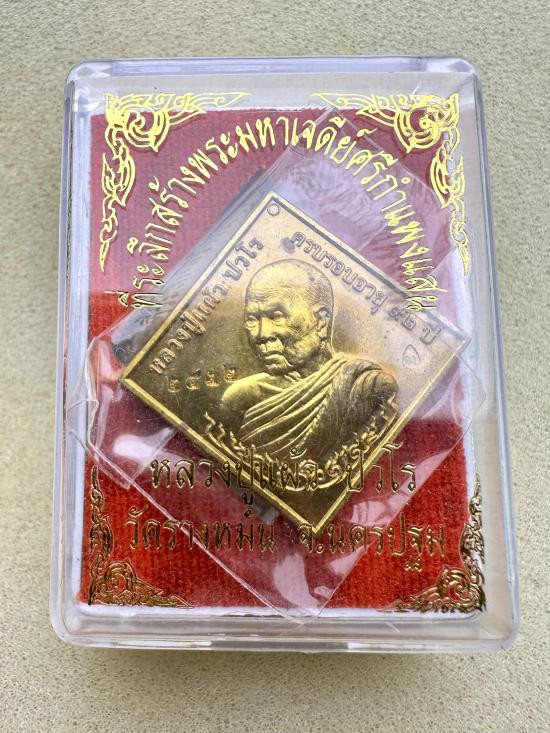 ที่ระลึกสร้างพระมหาเจดีย์ศรีกำแพงแสน
หลวงปู่แผ้ว ปวโร
ครบรอบอายุ ๙๒ ปี
๒๕๓๒
หลวงปู่แผ้ว ปวโร
วัดรางหมัน จ.นครปฐม